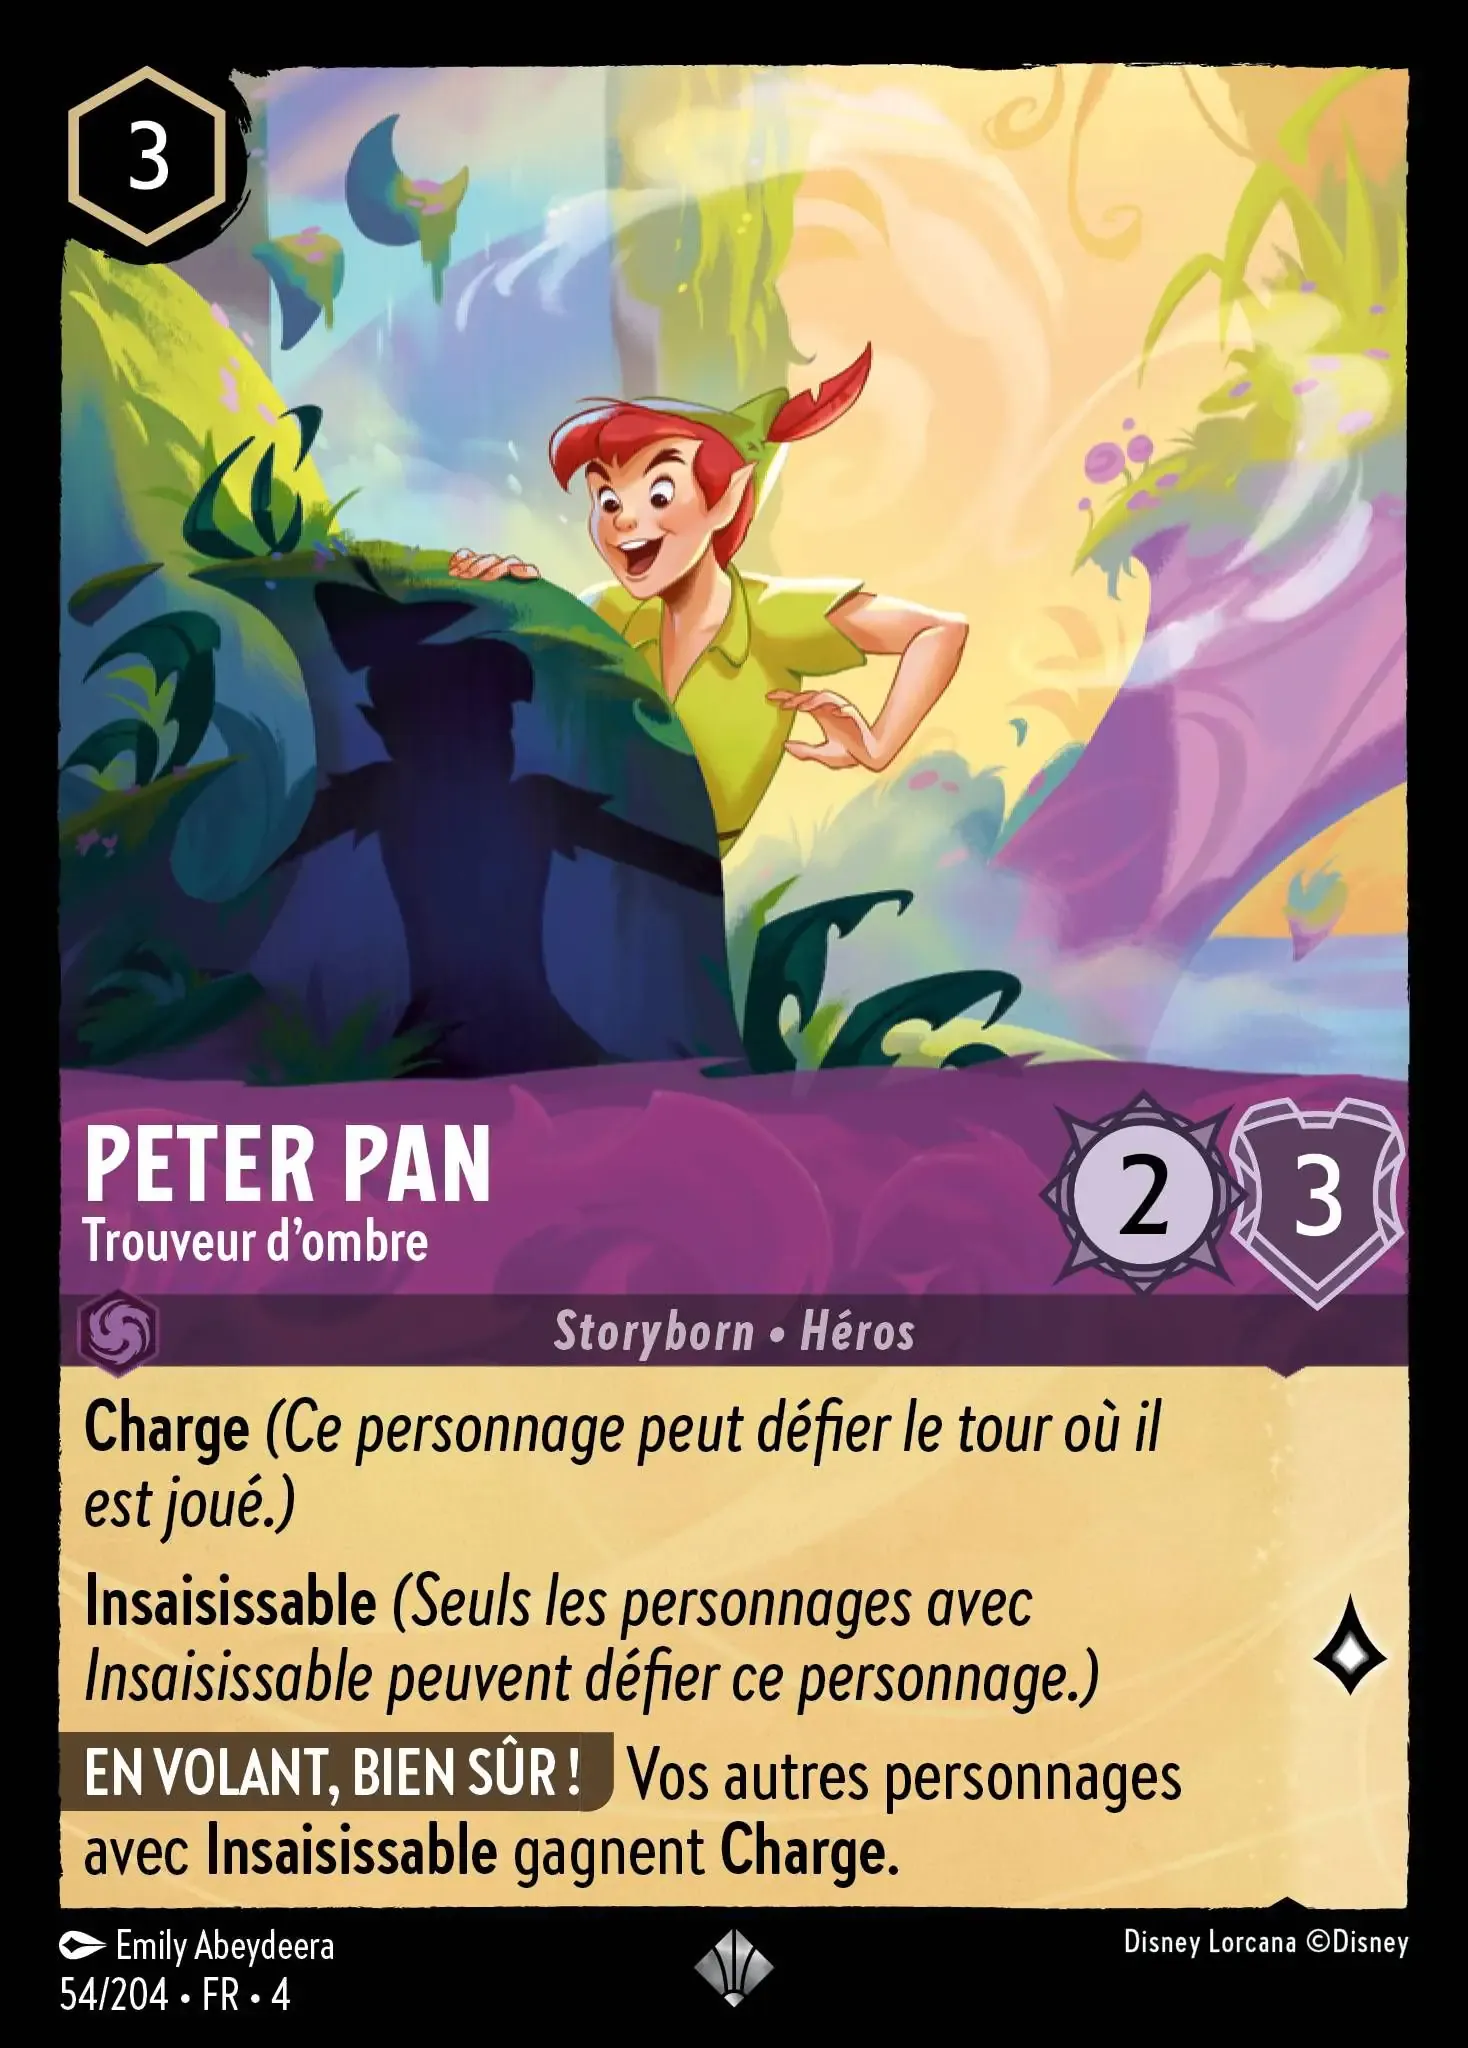 3
PETER PAN
Trouveur d'ombre
2
3
Storyborn • Héros
Charge (Ce personnage peut défier le tour où il
est joué.)
Insaisissable (Seuls les personnages avec
Insaisissable peuvent défier ce personnage.)
EN VOLANT, BIEN SÛR ! Vos autres personnages
avec Insaisissable gagnent Charge.
Emily Abeydeera
Disney Lorcana ©Disney
54/204 • FR • 4